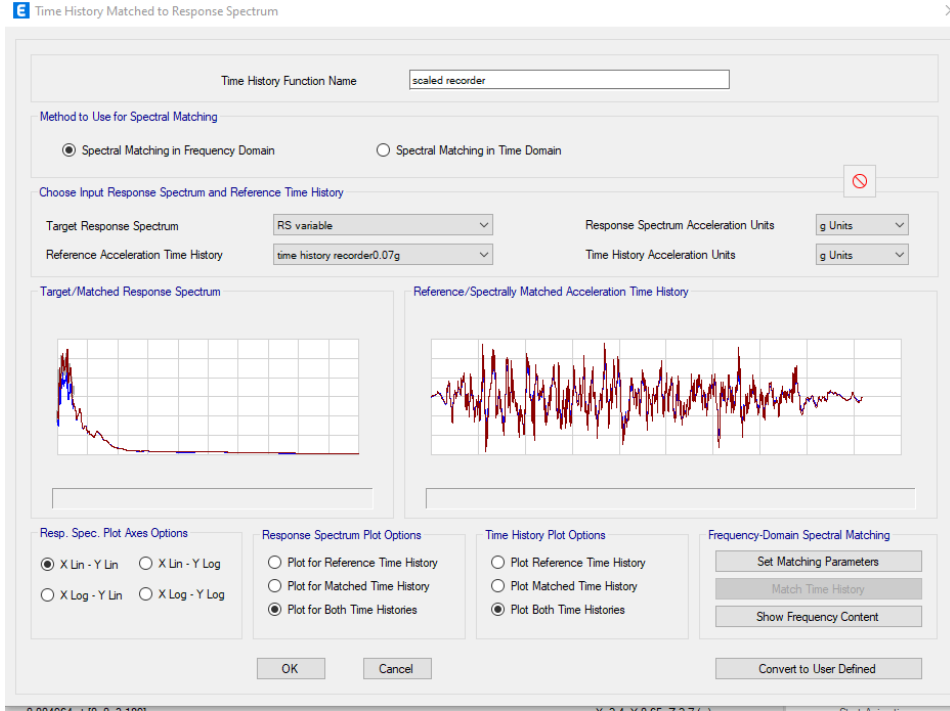 E Time History Matched to Response Spectrum
Time History Function Name scaled recorder
Method to Use for Spectral Matching
Spectral Matching in Frequency Domain Spectral Matching in Time Domain
Choose Input Response Spectrum and Reference Time History
Target Response Spectrum RS variable Response Spectrum Acceleration Units g Units
Reference Acceleration Time History time history recorder0.07g Time History Acceleration Units g Units
Target/Matched Response Spectrum Reference/Spectrally Matched Acceleration Time History
Resp. Spec. Plot Axes Options Response Spectrum Plot Options Time History Plot Options Frequency-Domain Spectral Matching
X Lin - Y Lin X Lin - Y Log Plot for Reference Time History Plot Reference Time History Set Matching Parameters
X Log - Y Lin X Log - Y Log Plot for Matched Time History Plot Matched Time History Match Time History
Plot for Both Time Histories Plot Both Time Histories Show Frequency Content
OK Cancel Convert to User Defined